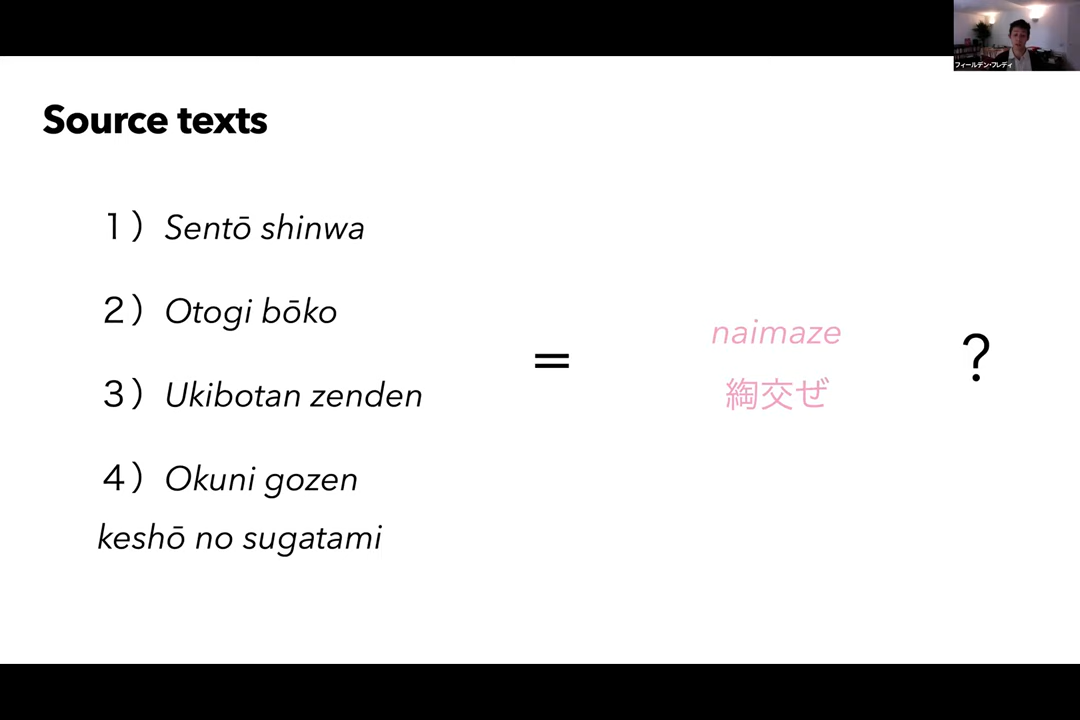 フィールデン・フレディ
Source texts
１）Sentō shinwa
２）Otogi bōko
３）Ukibotan zenden
４）Okuni gozen
keshō no sugatami
=
naimaze
綯交ぜ
?